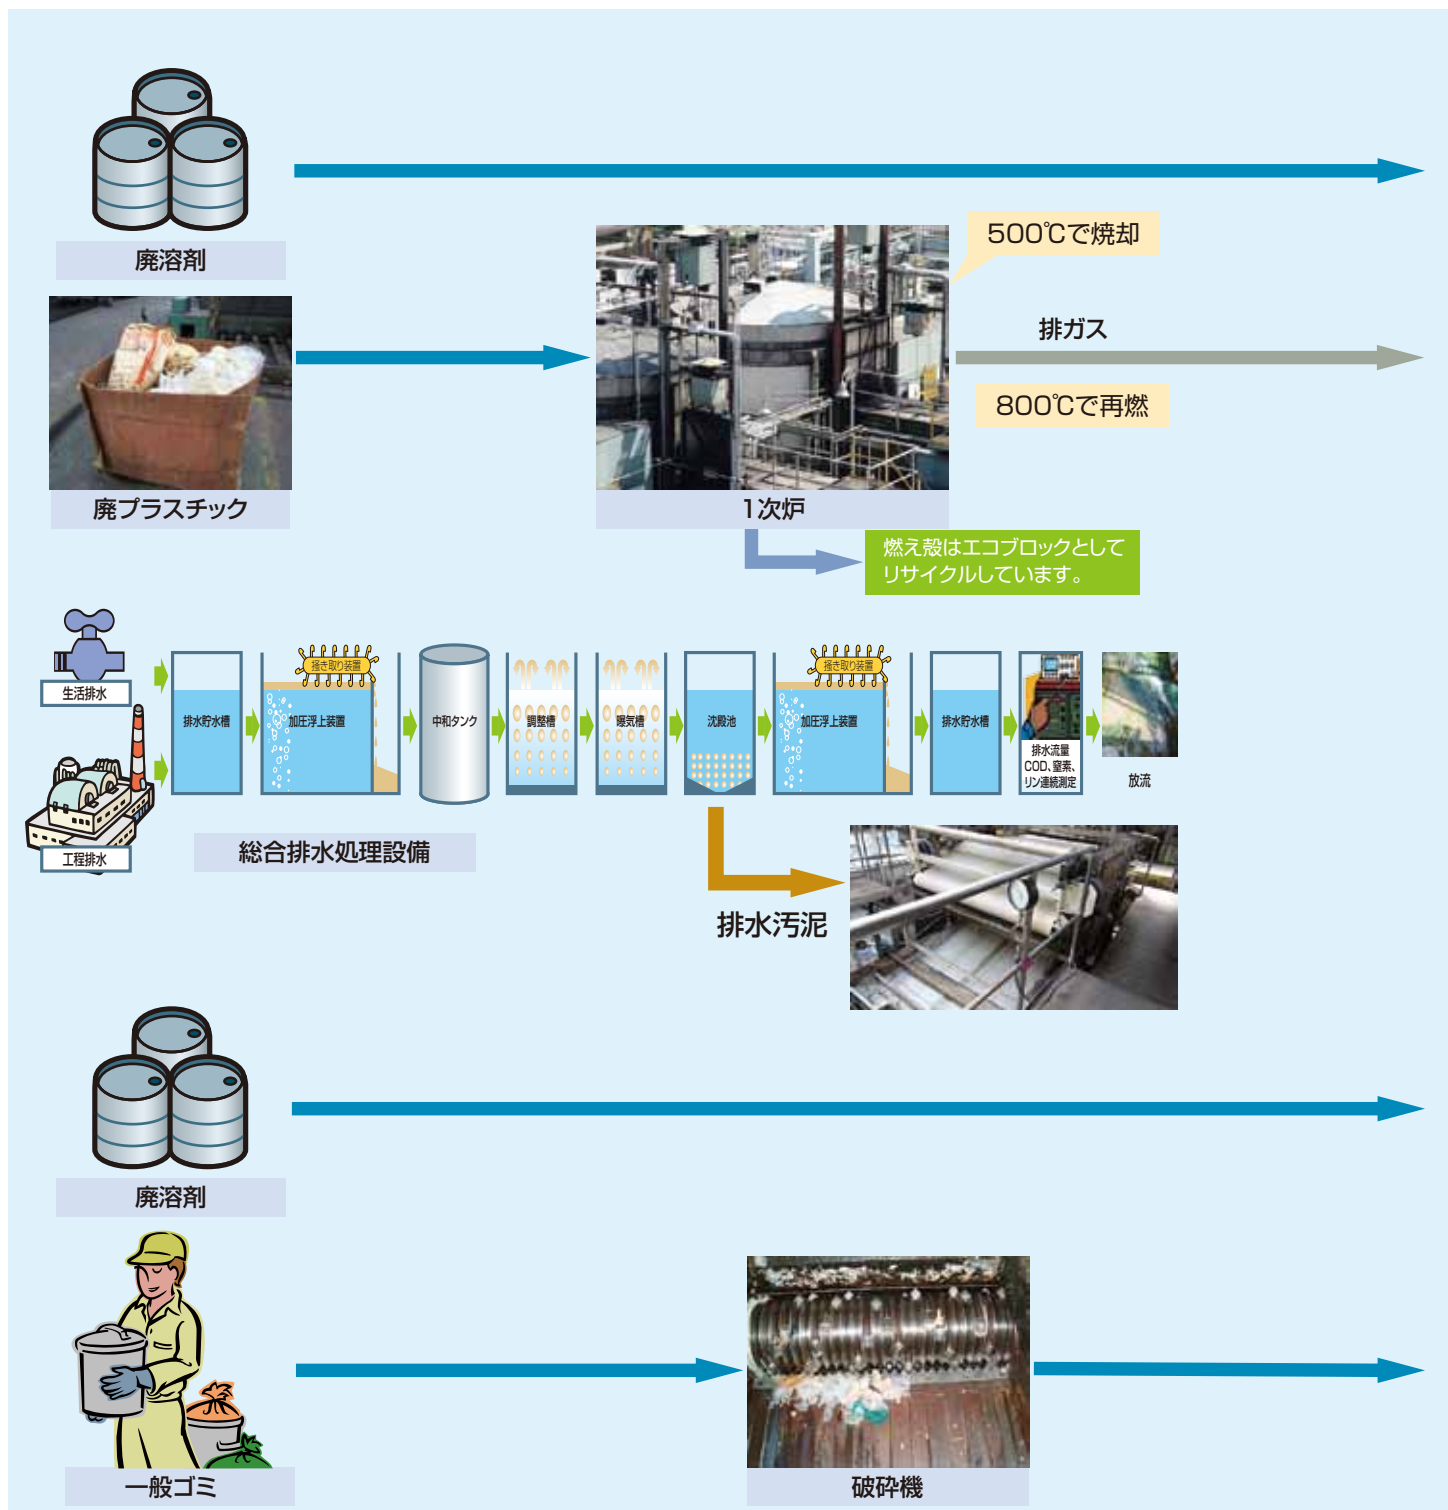 廃溶剤
500℃で焼却
排ガス
800℃で再燃
廃プラスチック
1次炉
燃え殻はエコブロックとして
リサイクルしています。
生活排水
工程排水
排水貯水槽
掻き取り装置
加圧浮上装置
中和タンク
調整槽
曝気槽
沈殿池
掻き取り装置
加圧浮上装置
排水貯水槽
排水流量
COD、窒素、
リン連続測定
放流
総合排水処理設備
排水汚泥
廃溶剤
一般ゴミ
破砕機